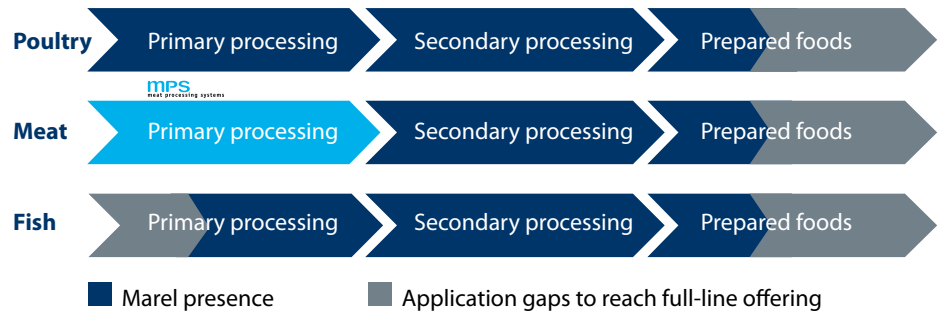 Poultry Primary processing Secondary processing Prepared foods
mps
meat processing systems
Meat Primary processing Secondary processing Prepared foods
Fish Primary processing Secondary processing Prepared foods
Marel presence Application gaps to reach full-line offering